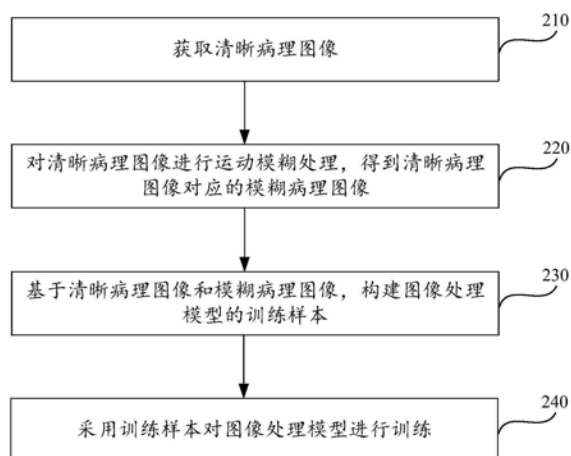 获取清晰病理图像
210
对清晰病理图像进行运动模糊处理，得到清晰病理
图像对应的模糊病理图像
220
基于清晰病理图像和模糊病理图像，构建图像处理
模型的训练样本
230
采用训练样本对图像处理模型进行训练
240